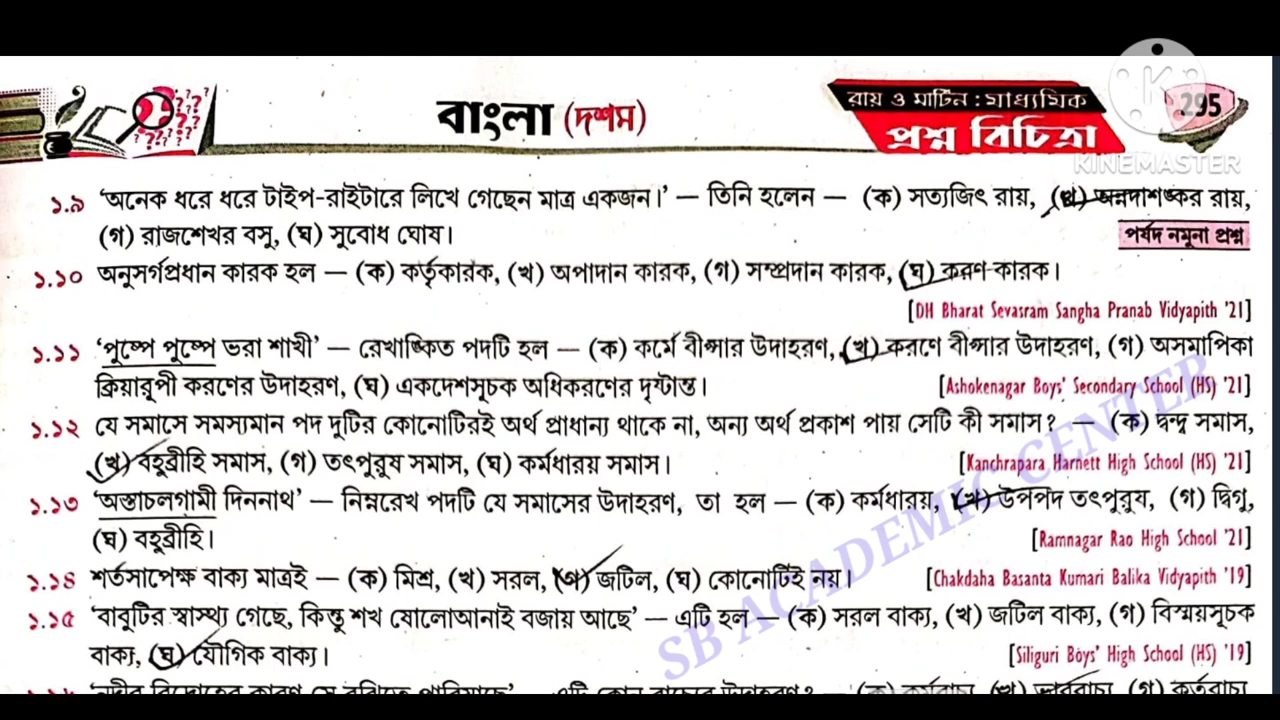 বাংলা (দশম)
রায় ও মার্টিন : মাধ্যমিক
প্রশ্ন বিচিত্রা
295
KINEMASTER
১.৯ ‘অনেক ধরে ধরে টাইপ-রাইটারে লিখে গেছেন মাত্র একজন।’ – তিনি হলেন – (ক) সত্যজিৎ রায়, (খ) অন্নদাশঙ্কর রায়,
(গ) রাজশেখর বসু, (ঘ) সুবোধ ঘোষ।
পর্ষদ নমুনা প্রশ্ন
১.১০ অনুসর্গপ্রধান কারক হল – (ক) কর্তৃকারক, (খ) অপাদান কারক, (গ) সম্প্রদান কারক, (ঘ) করণ কারক।
[DH Bharat Sevasram Sangha Pranab Vidyapith '21]
১.১১ ‘পুষ্পে পুষ্পে ভরা শাখী’ – রেখাঙ্কিত পদটি হল – (ক) কর্মে বীপ্সার উদাহরণ, (খ) করণে বীপ্সার উদাহরণ, (গ) অসমাপিকা
ক্রিয়ারূপী করণের উদাহরণ, (ঘ) একদেশসূচক অধিকরণের দৃষ্টান্ত। [Ashokenagar Boys' Secondary School (HS) '21]
১.১২ যে সমাসে সমস্যমান পদ দুটির কোনোটিরই অর্থ প্রাধান্য থাকে না, অন্য অর্থ প্রকাশ পায় সেটি কী সমাস? – (ক) দ্বন্দ্ব সমাস,
(খ) বহুব্রীহি সমাস, (গ) তৎপুরুষ সমাস, (ঘ) কর্মধারয় সমাস। [Kanchrapara Harnett High School (HS) '21]
১.১৩ ‘অস্তাচলগামী দিননাথ’ – নিম্নরেখ পদটি যে সমাসের উদাহরণ, তা হল – (ক) কর্মধারয়, (খ) উপপদ তৎপুরুষ, (গ) দ্বিগু,
(ঘ) বহুব্রীহি। [Ramnagar Rao High School '21]
১.১৪ শর্তসাপেক্ষ বাক্য মাত্রই – (ক) মিশ্র, (খ) সরল, (গ) জটিল, (ঘ) কোনোটিই নয়। [Chakdaha Basanta Kumari Balika Vidyapith '19]
১.১৫ ‘বাবুটির স্বাস্থ্য গেছে, কিন্তু শখ ষোলোআনাই বজায় আছে’ – এটি হল – (ক) সরল বাক্য, (খ) জটিল বাক্য, (গ) বিস্ময়সূচক
বাক্য, (ঘ) যৌগিক বাক্য। [Siliguri Boys' High School (HS) '19]
SB ACADEMIC CENTER